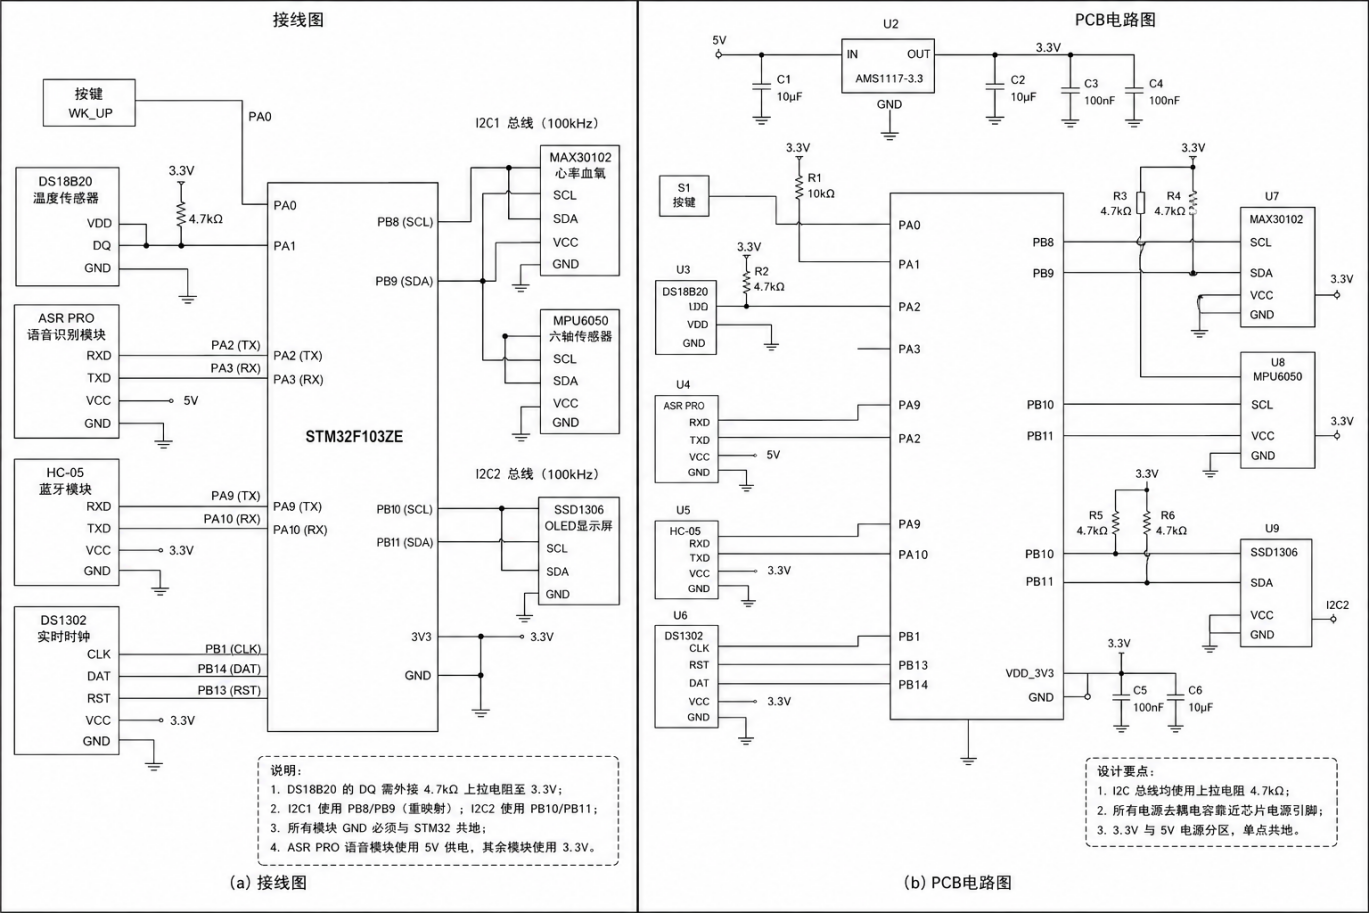 接线图
按键
WK_UP
PA0
I2C1 总线（100kHz）
DS18B20
温度传感器
VDD
DQ
GND
3.3V
4.7kΩ
ASR PRO
语音识别模块
RXD
TXD
VCC
GND
PA2 (TX)
PA3 (RX)
5V
HC-05
蓝牙模块
RXD
TXD
VCC
GND
PA9 (TX)
PA10 (RX)
3.3V
DS1302
实时时钟
CLK
DAT
RST
VCC
GND
PB1 (CLK)
PB14 (DAT)
PB13 (RST)
3.3V
PA0
PA1
PA2 (TX)
PA3 (RX)
STM32F103ZE
PA9 (TX)
PA10 (RX)
PB8 (SCL)
PB9 (SDA)
PB10 (SCL)
PB11 (SDA)
3V3
GND
3.3V
MAX30102
心率血氧
SCL
SDA
VCC
GND
MPU6050
六轴传感器
SCL
SDA
VCC
GND
I2C2 总线（100kHz）
SSD1306
OLED显示屏
SCL
SDA
GND
说明：
1. DS18B20 的 DQ 需外接 4.7kΩ 上拉电阻至 3.3V；
2. I2C1 使用 PB8/PB9（重映射）；I2C2 使用 PB10/PB11；
3. 所有模块 GND 必须与 STM32 共地；
4. ASR PRO 语音模块使用 5V 供电，其余模块使用 3.3V。
(a) 接线图
PCB电路图
5V
C1
10μF
U2
IN
OUT
AMS1117-3.3
GND
3.3V
C2
10μF
C3
100nF
C4
100nF
S1
按键
3.3V
R1
10kΩ
U3
DS18B20
VDD
GND
3.3V
R2
4.7kΩ
U4
ASR PRO
RXD
TXD
VCC
GND
5V
U5
HC-05
RXD
TXD
VCC
GND
3.3V
U6
DS1302
CLK
RST
DAT
VCC
GND
3.3V
PA0
PA1
PA2
PA3
PA9
PA2
PA9
PA10
PB1
PB13
PB14
PB8
PB9
PB10
PB11
PB10
PB11
VDD_3V3
GND
3.3V
R3
4.7kΩ
R4
4.7kΩ
U7
MAX30102
SCL
SDA
VCC
GND
3.3V
U8
MPU6050
SCL
VCC
GND
3.3V
3.3V
R5
4.7kΩ
R6
4.7kΩ
U9
SSD1306
SDA
VCC
GND
I2C2
3.3V
C5
100nF
C6
10μF
设计要点：
1. I2C 总线均使用上拉电阻 4.7kΩ；
2. 所有电源去耦电容靠近芯片电源引脚；
3. 3.3V 与 5V 电源分区，单点共地。
(b) PCB电路图